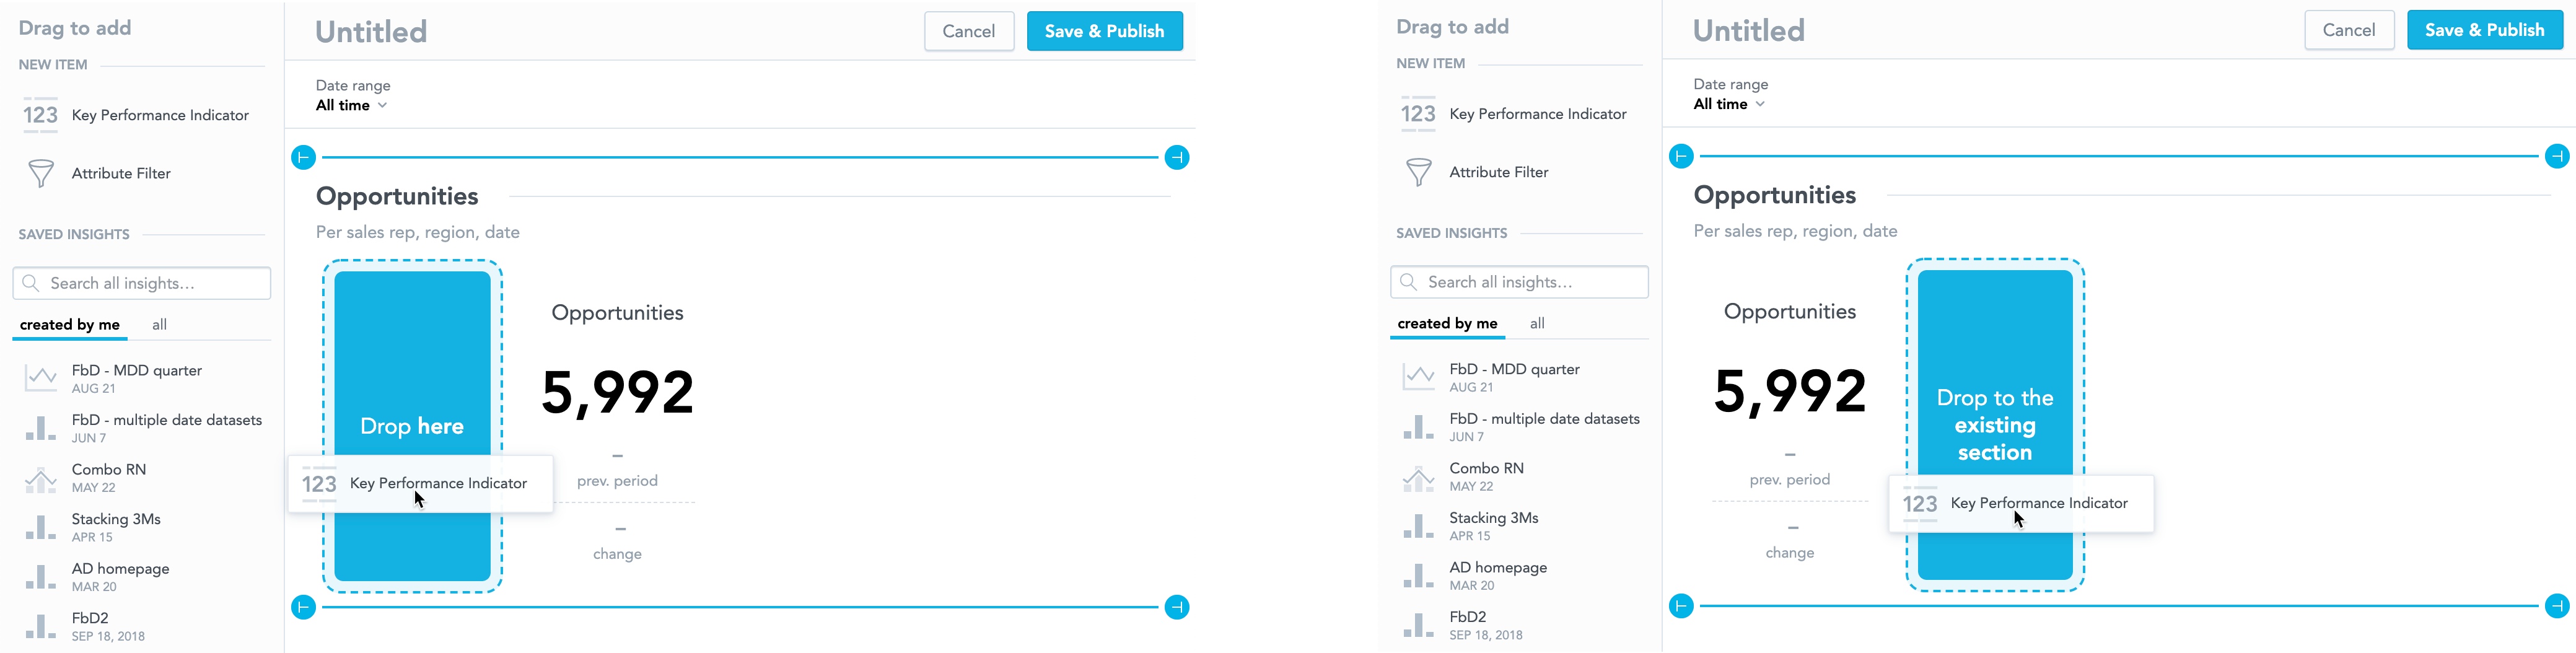 Drag to add
NEW ITEM
123 Key Performance Indicator
Attribute Filter
SAVED INSIGHTS
Search all insights...
created by me all
FbD - MDD quarter
AUG 21
FbD - multiple date datasets
JUN 7
Combo RN
MAY 22
Stacking 3Ms
APR 15
AD homepage
MAR 20
FbD2
SEP 18, 2018
Untitled
Cancel
Save & Publish
Date range
All time
Opportunities
Per sales rep, region, date
Drop here
123 Key Performance Indicator
Opportunities
5,992
–
prev. period
–
change
Drag to add
NEW ITEM
123 Key Performance Indicator
Attribute Filter
SAVED INSIGHTS
Search all insights...
created by me all
FbD - MDD quarter
AUG 21
FbD - multiple date datasets
JUN 7
Combo RN
MAY 22
Stacking 3Ms
APR 15
AD homepage
MAR 20
FbD2
SEP 18, 2018
Untitled
Cancel
Save & Publish
Date range
All time
Opportunities
Per sales rep, region, date
Opportunities
5,992
–
prev. period
–
change
Drop to the
existing
section
123 Key Performance Indicator